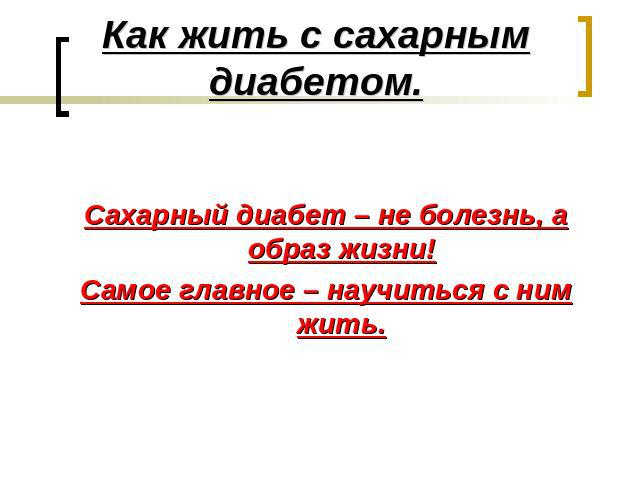 Как жить с сахарным
диабетом.
Сахарный диабет – не болезнь, а
образ жизни!
Самое главное – научиться с ним
жить.